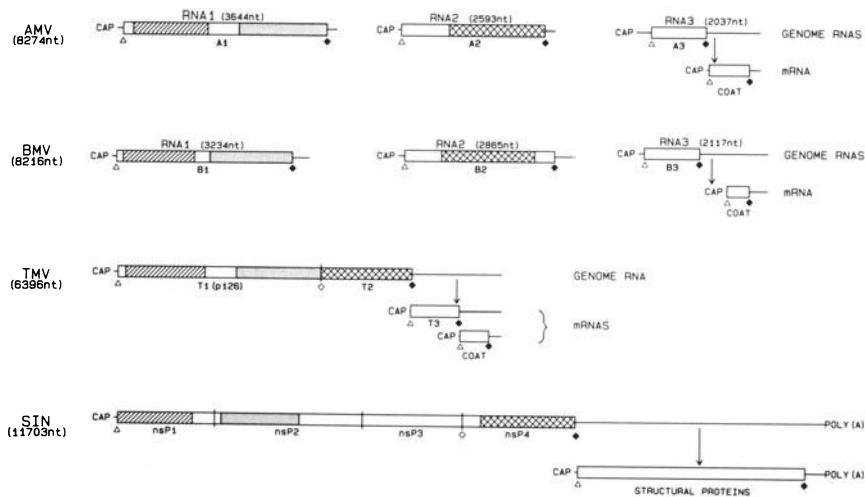 AMV
(8274nt)
CAP
RNA1 (3644nt)
A1
CAP
RNA2 (2593nt)
A2
CAP
RNA3 (2037nt)
A3
GENOME RNAS
CAP
COAT
mRNA
BMV
(8216nt)
CAP
RNA1 (3234nt)
B1
CAP
RNA2 (2865nt)
B2
CAP
RNA3 (2117nt)
B3
GENOME RNAS
CAP
COAT
mRNA
TMV
(6396nt)
CAP
T1(p126)
T2
GENOME RNA
CAP
T3
CAP
COAT
mRNAS
SIN
(11703nt)
CAP
nsP1
nsP2
nsP3
nsP4
POLY(A)
CAP
STRUCTURAL PROTEINS
POLY(A)